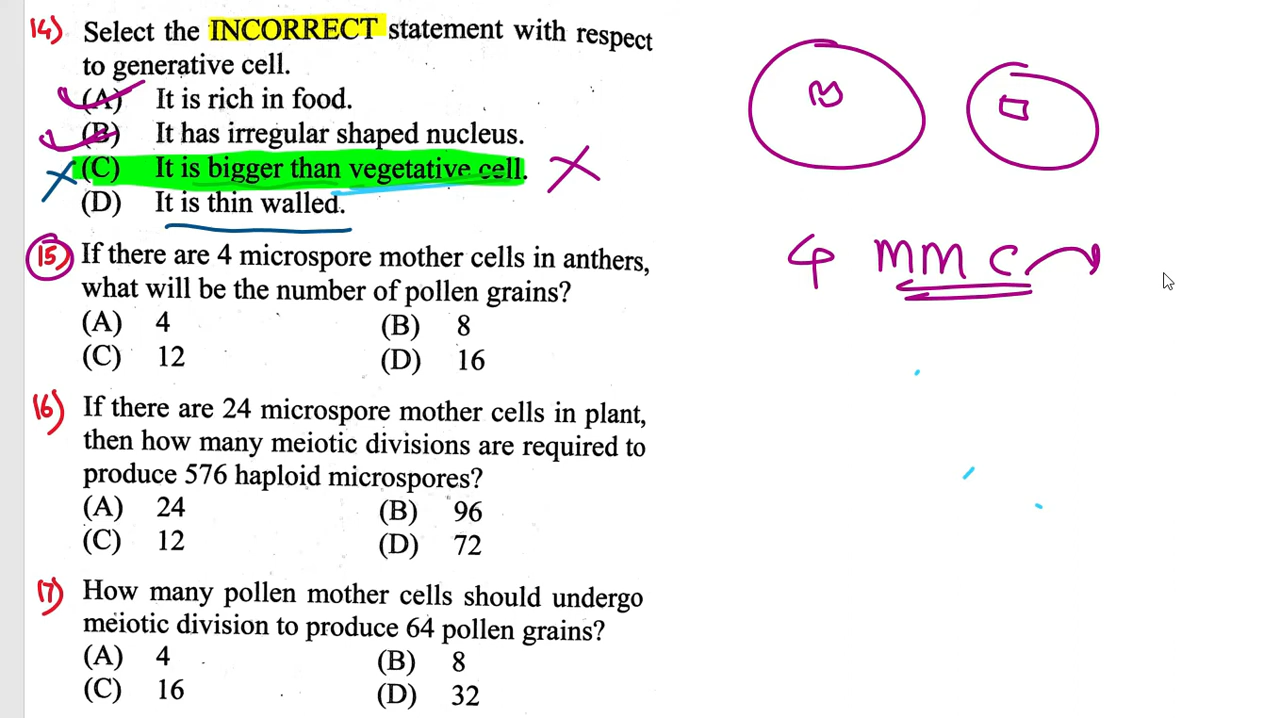 14) Select the INCORRECT statement with respect
to generative cell.
(A) It is rich in food.
(B) It has irregular shaped nucleus.
(C) It is bigger than vegetative cell.
(D) It is thin walled.
15) If there are 4 microspore mother cells in anthers,
what will be the number of pollen grains?
(A) 4 (B) 8
(C) 12 (D) 16
16) If there are 24 microspore mother cells in plant,
then how many meiotic divisions are required to
produce 576 haploid microspores?
(A) 24 (B) 96
(C) 12 (D) 72
17) How many pollen mother cells should undergo
meiotic division to produce 64 pollen grains?
(A) 4 (B) 8
(C) 16 (D) 32
4 MMC